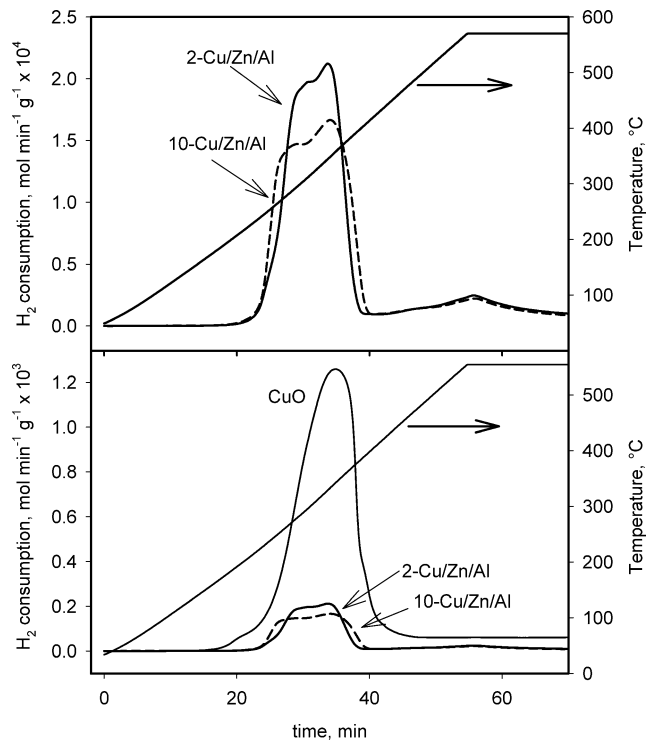 600
2.5
2-Cu/Zn/Al
500
2.0
10-Cu/Zn/Al
400
1.5
300
1.0
200
0.5
100
0.0
H₂ consumption, mol min⁻¹ g⁻¹ x 10⁴
Temperature, °C
1.2
CuO
500
1.0
400
0.8
300
0.6
200
0.4
2-Cu/Zn/Al
0.2
10-Cu/Zn/Al
100
0.0
0
H₂ consumption, mol min⁻¹ g⁻¹ x 10³
Temperature, °C
0 20 40 60
time, min